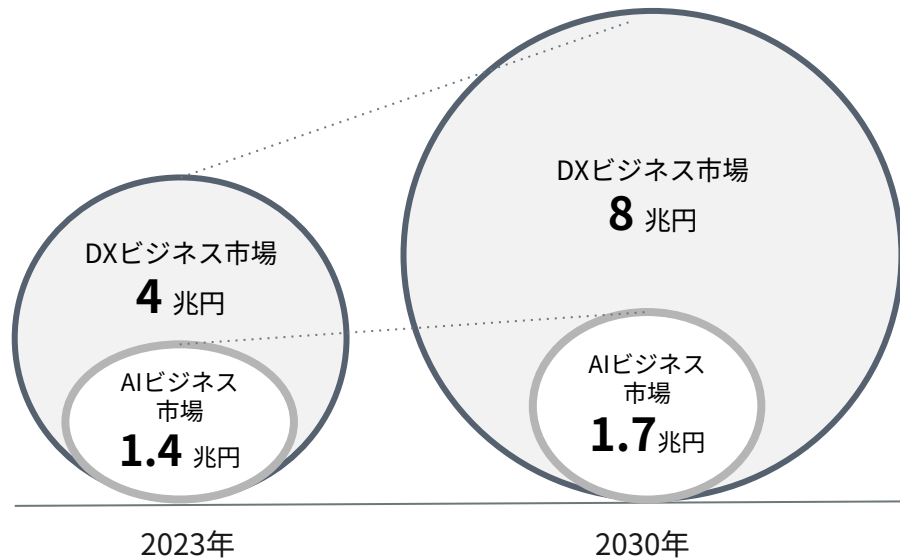 DXビジネス市場
4 兆円
AIビジネス
市場
1.4 兆円
2023年
DXビジネス市場
8 兆円
AIビジネス
市場
1.7兆円
2030年